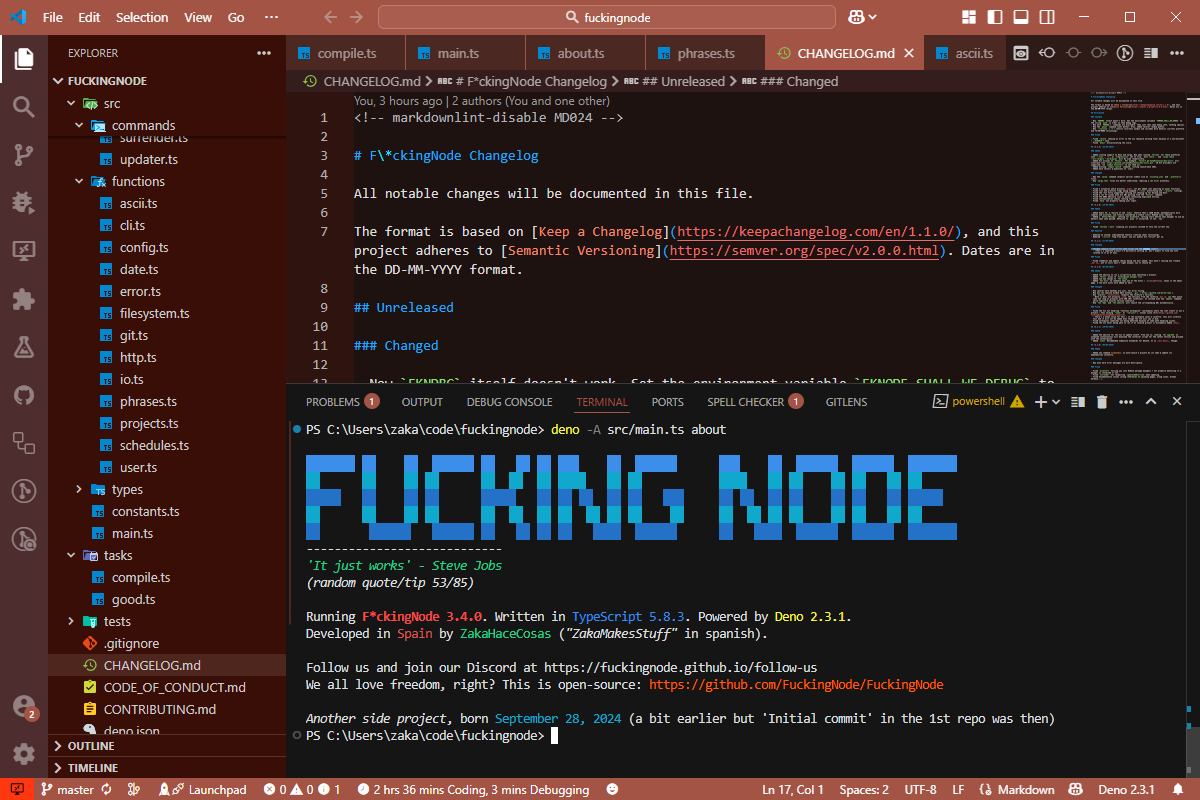 File Edit Selection View Go ···
fuckingnode
EXPLORER
compile.ts
main.ts
about.ts
phrases.ts
CHANGELOG.md
ascii.ts
FUCKINGNODE
src
commands
surrender.ts
updater.ts
functions
ascii.ts
cli.ts
config.ts
date.ts
error.ts
filesystem.ts
git.ts
http.ts
io.ts
phrases.ts
projects.ts
schedules.ts
user.ts
types
constants.ts
main.ts
tasks
compile.ts
good.ts
tests
.gitignore
CHANGELOG.md
CODE_OF_CONDUCT.md
CONTRIBUTING.md
deno.json
OUTLINE
TIMELINE
2
CHANGELOG.md > # F*ckingNode Changelog > ## Unreleased > ### Changed
You, 3 hours ago | 2 authors (You and one other)
1 <!-- markdownlint-disable MD024 -->
2
3 # F\*ckingNode Changelog
4
5 All notable changes will be documented in this file.
6
7 The format is based on [Keep a Changelog](https://keepachangelog.com/en/1.1.0/), and this
project adheres to [Semantic Versioning](https://semver.org/spec/v2.0.0.html). Dates are in
the DD-MM-YYYY format.
8
9 ## Unreleased
10
11 ### Changed
12
13 - Now `FKNDBG` itself doesn't work. Set the environment variable `FKNODE_SHALL_WE_DEBUG` to
PROBLEMS 1 OUTPUT DEBUG CONSOLE TERMINAL PORTS SPELL CHECKER 1 GITLENS
powershell
PS C:\Users\zaka\code\fuckingnode> deno -A src/main.ts about
FUCKING NODE
----------------------------
'It just works' - Steve Jobs
(random quote/tip 53/85)
Running F*ckingNode 3.4.0. Written in TypeScript 5.8.3. Powered by Deno 2.3.1.
Developed in Spain by ZakaHaceCosas ("ZakaMakesStuff" in spanish).
Follow us and join our Discord at https://fuckingnode.github.io/follow-us
We all love freedom, right? This is open-source: https://github.com/FuckingNode/FuckingNode
Another side project, born September 28, 2024 (a bit earlier but 'Initial commit' in the 1st repo was then)
PS C:\Users\zaka\code\fuckingnode>
master Launchpad 0 0 1 2 hrs 36 mins Coding, 3 mins Debugging Ln 17, Col 1 Spaces: 2 UTF-8 LF Markdown Deno 2.3.1